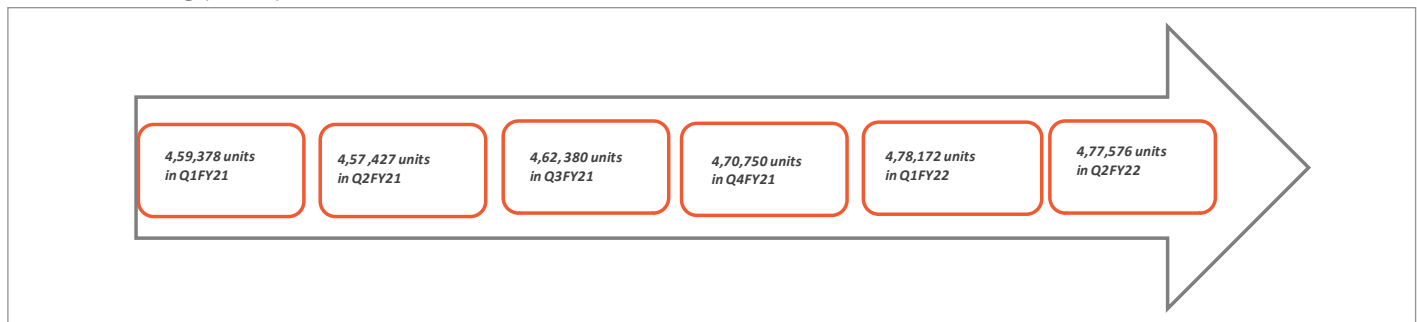 4,59,378 units
in Q1FY21
4,57,427 units
in Q2FY21
4,62,380 units
in Q3FY21
4,70,750 units
in Q4FY21
4,78,172 units
in Q1FY22
4,77,576 units
in Q2FY22